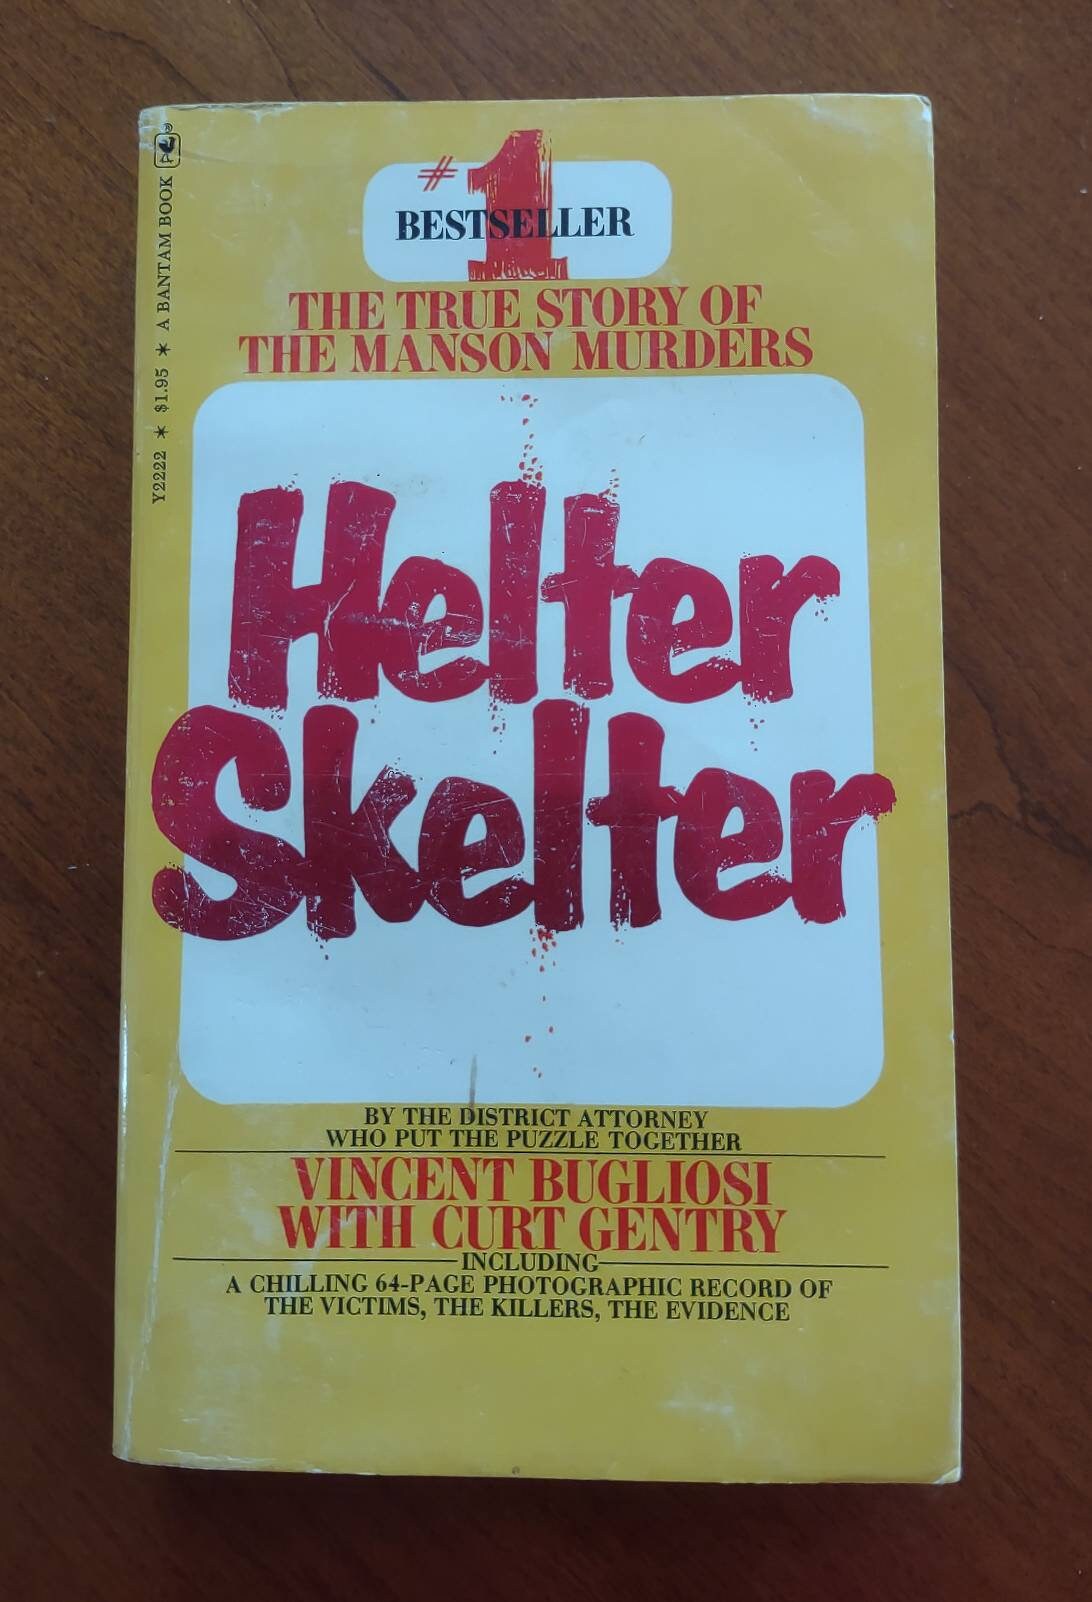 Y2222 * $1.95 * A BANTAM BOOK
#1
BESTSELLER
THE TRUE STORY OF
THE MANSON MURDERS
Helter
Skelter
BY THE DISTRICT ATTORNEY
WHO PUT THE PUZZLE TOGETHER
VINCENT BUGLIOSI
WITH CURT GENTRY
INCLUDING
A CHILLING 64-PAGE PHOTOGRAPHIC RECORD OF
THE VICTIMS, THE KILLERS, THE EVIDENCE